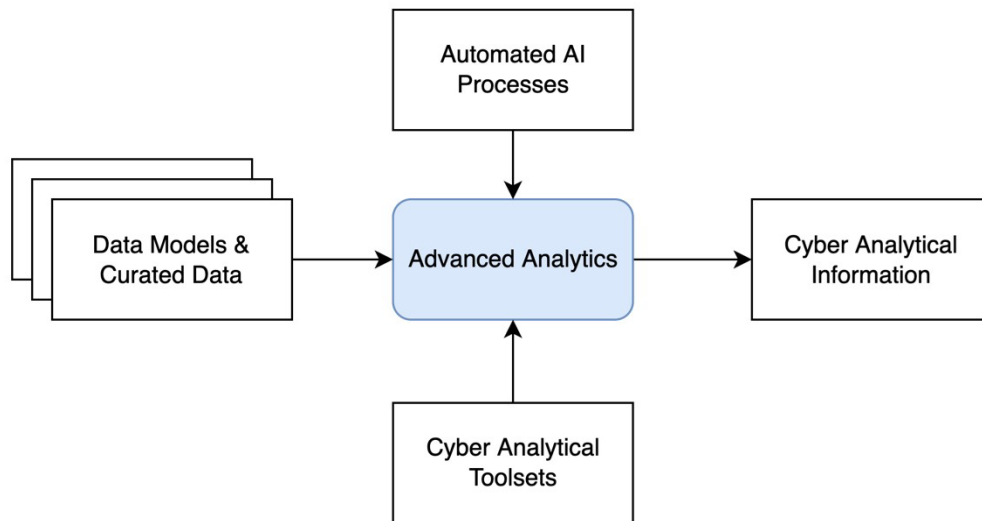 Automated AI
Processes
Data Models &
Curated Data
Advanced Analytics
Cyber Analytical
Information
Cyber Analytical
Toolsets